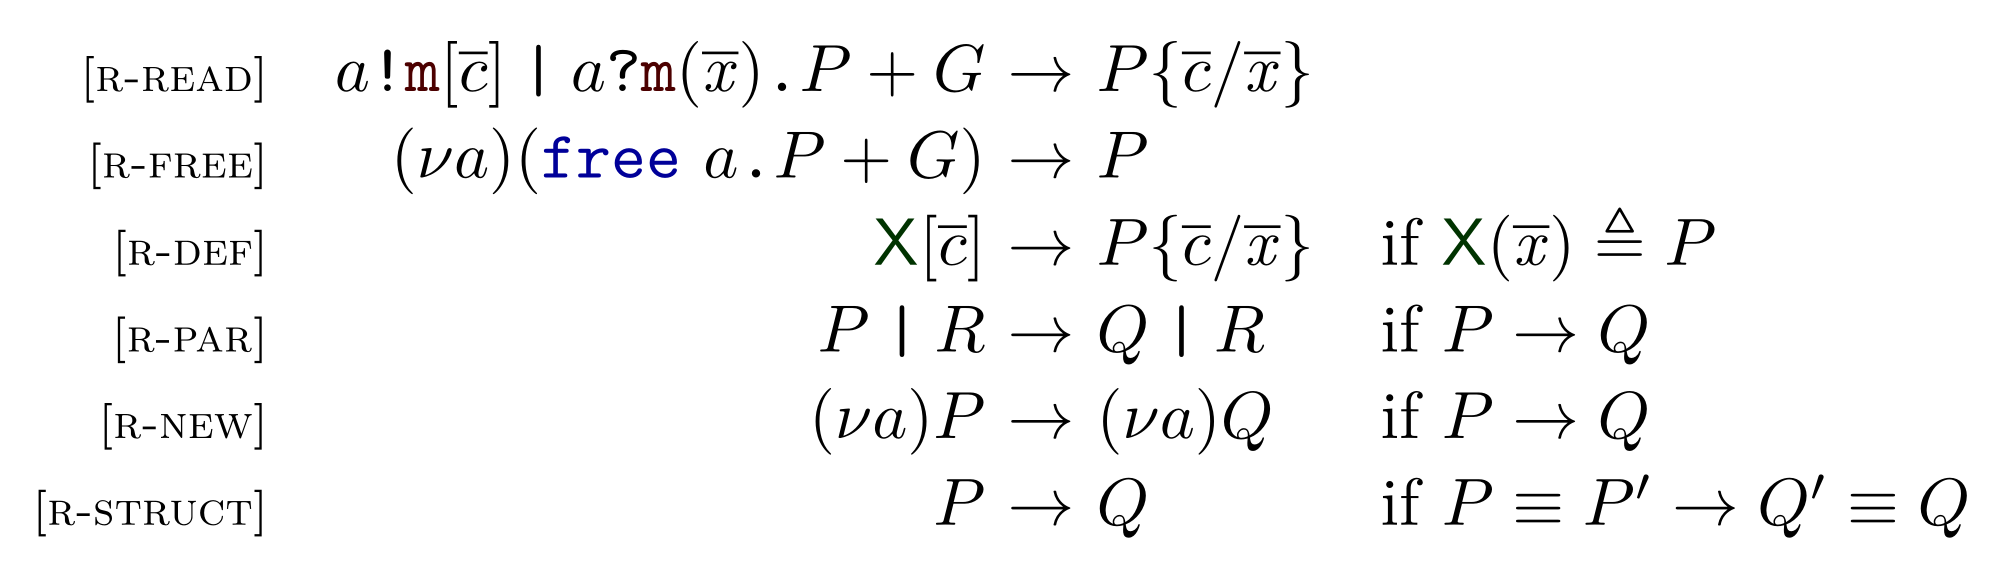 [R-READ] a!m[c̅] | a?m(x̅).P + G → P{c̅/x̅}
[R-FREE] (νa)(free a.P + G) → P
[R-DEF] X[c̅] → P{c̅/x̅} if X(x̅) ≜ P
[R-PAR] P | R → Q | R if P → Q
[R-NEW] (νa)P → (νa)Q if P → Q
[R-STRUCT] P → Q if P ≡ P′ → Q′ ≡ Q